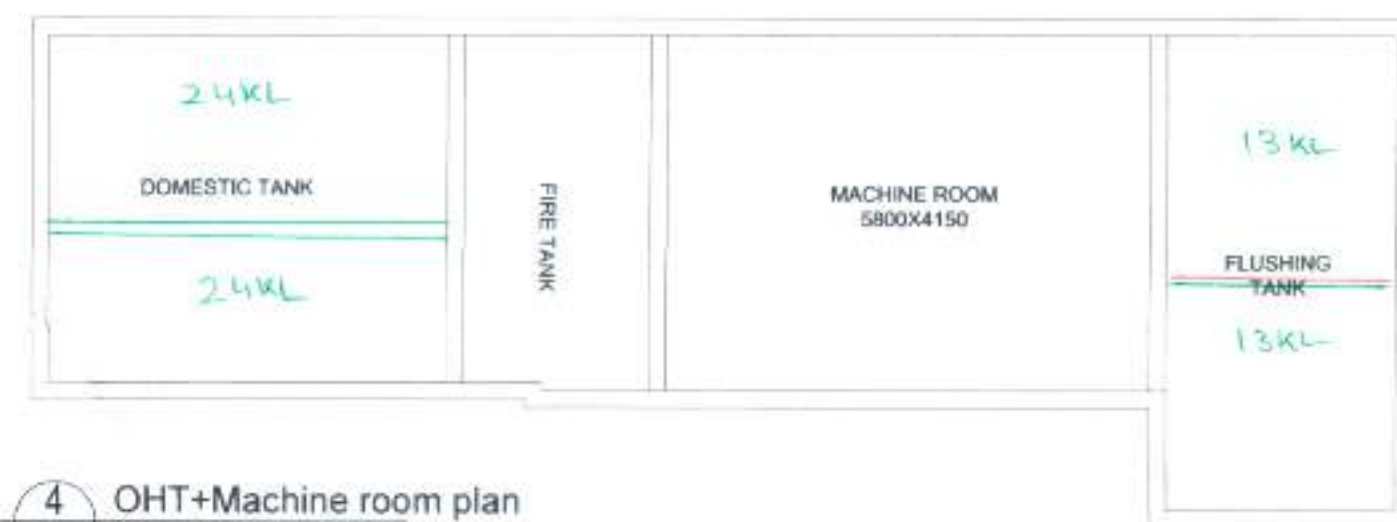 24KL
DOMESTIC TANK
24KL
FIRE TANK
MACHINE ROOM
5800X4150
13KL
FLUSHING
TANK
13KL
4 OHT+Machine room plan